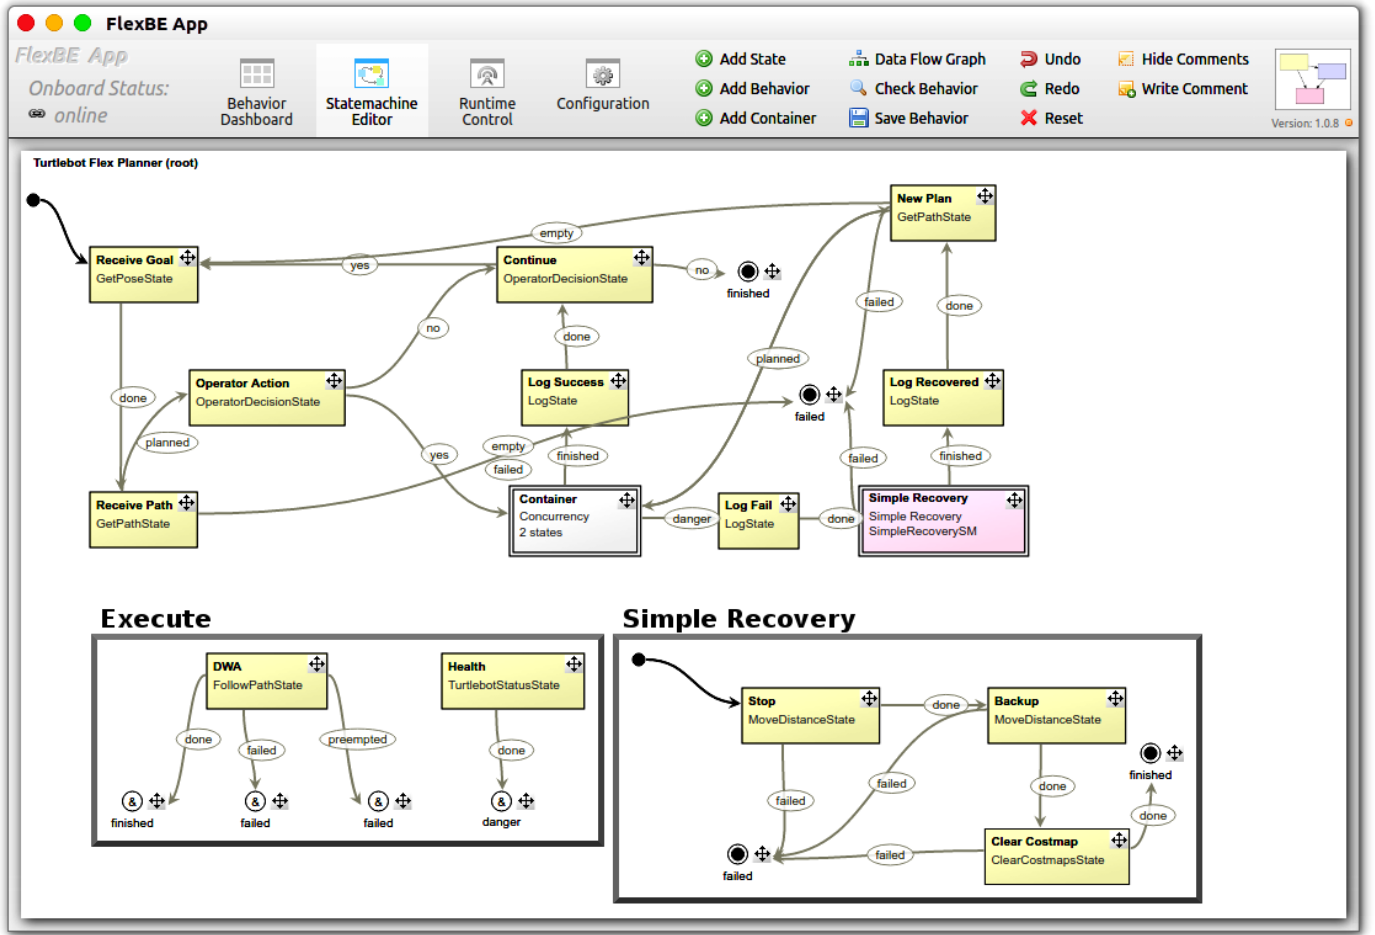 FlexBE App
FlexBE App
Onboard Status:
online
Behavior
Dashboard
Statemachine
Editor
Runtime
Control
Configuration
Add State
Add Behavior
Add Container
Data Flow Graph
Check Behavior
Save Behavior
Undo
Redo
Reset
Hide Comments
Write Comment
Version: 1.0.8
Turtlebot Flex Planner (root)
New Plan
GetPathState
empty
Receive Goal
GetPoseState
yes
Continue
OperatorDecisionState
no
finished
failed
done
no
done
planned
Operator Action
OperatorDecisionState
Log Success
LogState
failed
Log Recovered
LogState
done
planned
yes
empty
failed
finished
failed
finished
Receive Path
GetPathState
Container
Concurrency
2 states
danger
Log Fail
LogState
done
Simple Recovery
Simple Recovery
SimpleRecoverySM
Execute
DWA
FollowPathState
Health
TurtlebotStatusState
done
failed
preempted
done
&
finished
&
failed
&
failed
&
danger
Simple Recovery
Stop
MoveDistanceState
done
Backup
MoveDistanceState
failed
failed
done
finished
done
failed
failed
Clear Costmap
ClearCostmapsState